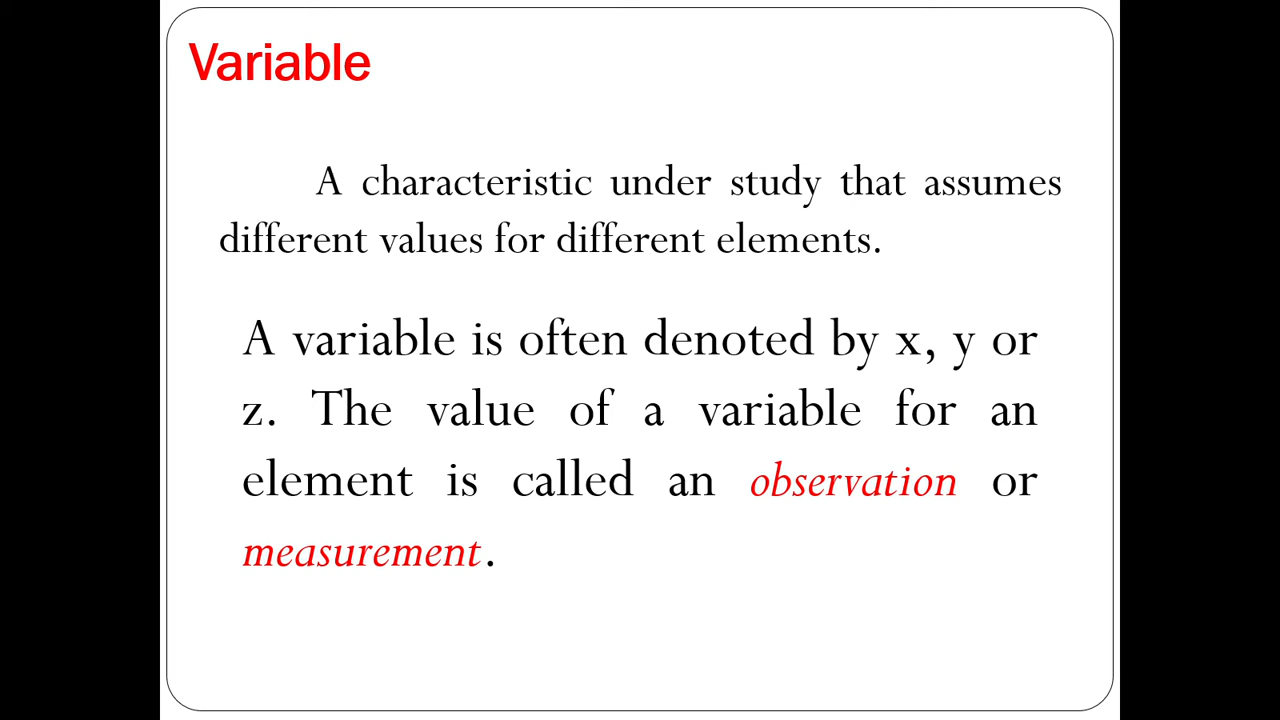 Variable
A characteristic under study that assumes
different values for different elements.
A variable is often denoted by x, y or
z. The value of a variable for an
element is called an observation or
measurement.